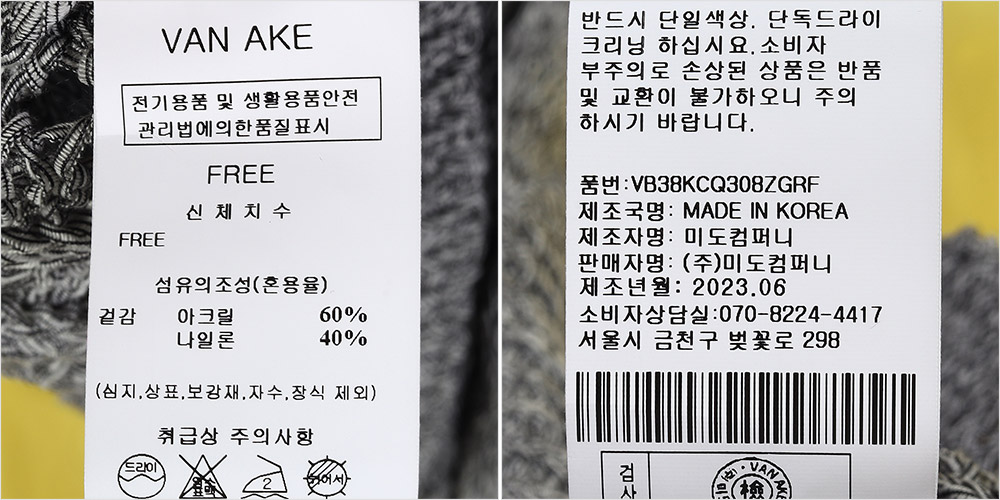 VAN AKE
전기용품 및 생활용품안전
관리법에의한품질표시
FREE
신 체 치 수
FREE
섬유의조성(혼용율)
겉감 아크릴 60%
나일론 40%
(심지,상표,보강재,자수,장식 제외)
취급상 주의사항
드라이
염소
표백
2
반드시 단일색상, 단독드라이
크리닝 하십시요.소비자
부주의로 손상된 상품은 반품
및 교환이 불가하오니 주의
하시기 바랍니다.
품번:VB38KCQ308ZGRF
제조국명: MADE IN KOREA
제조자명: 미도컴퍼니
판매자명: (주)미도컴퍼니
제조년월: 2023.06
소비자상담실:070-8224-4417
서울시 금천구 벚꽃로 298
검
사
VAN AKE
檢